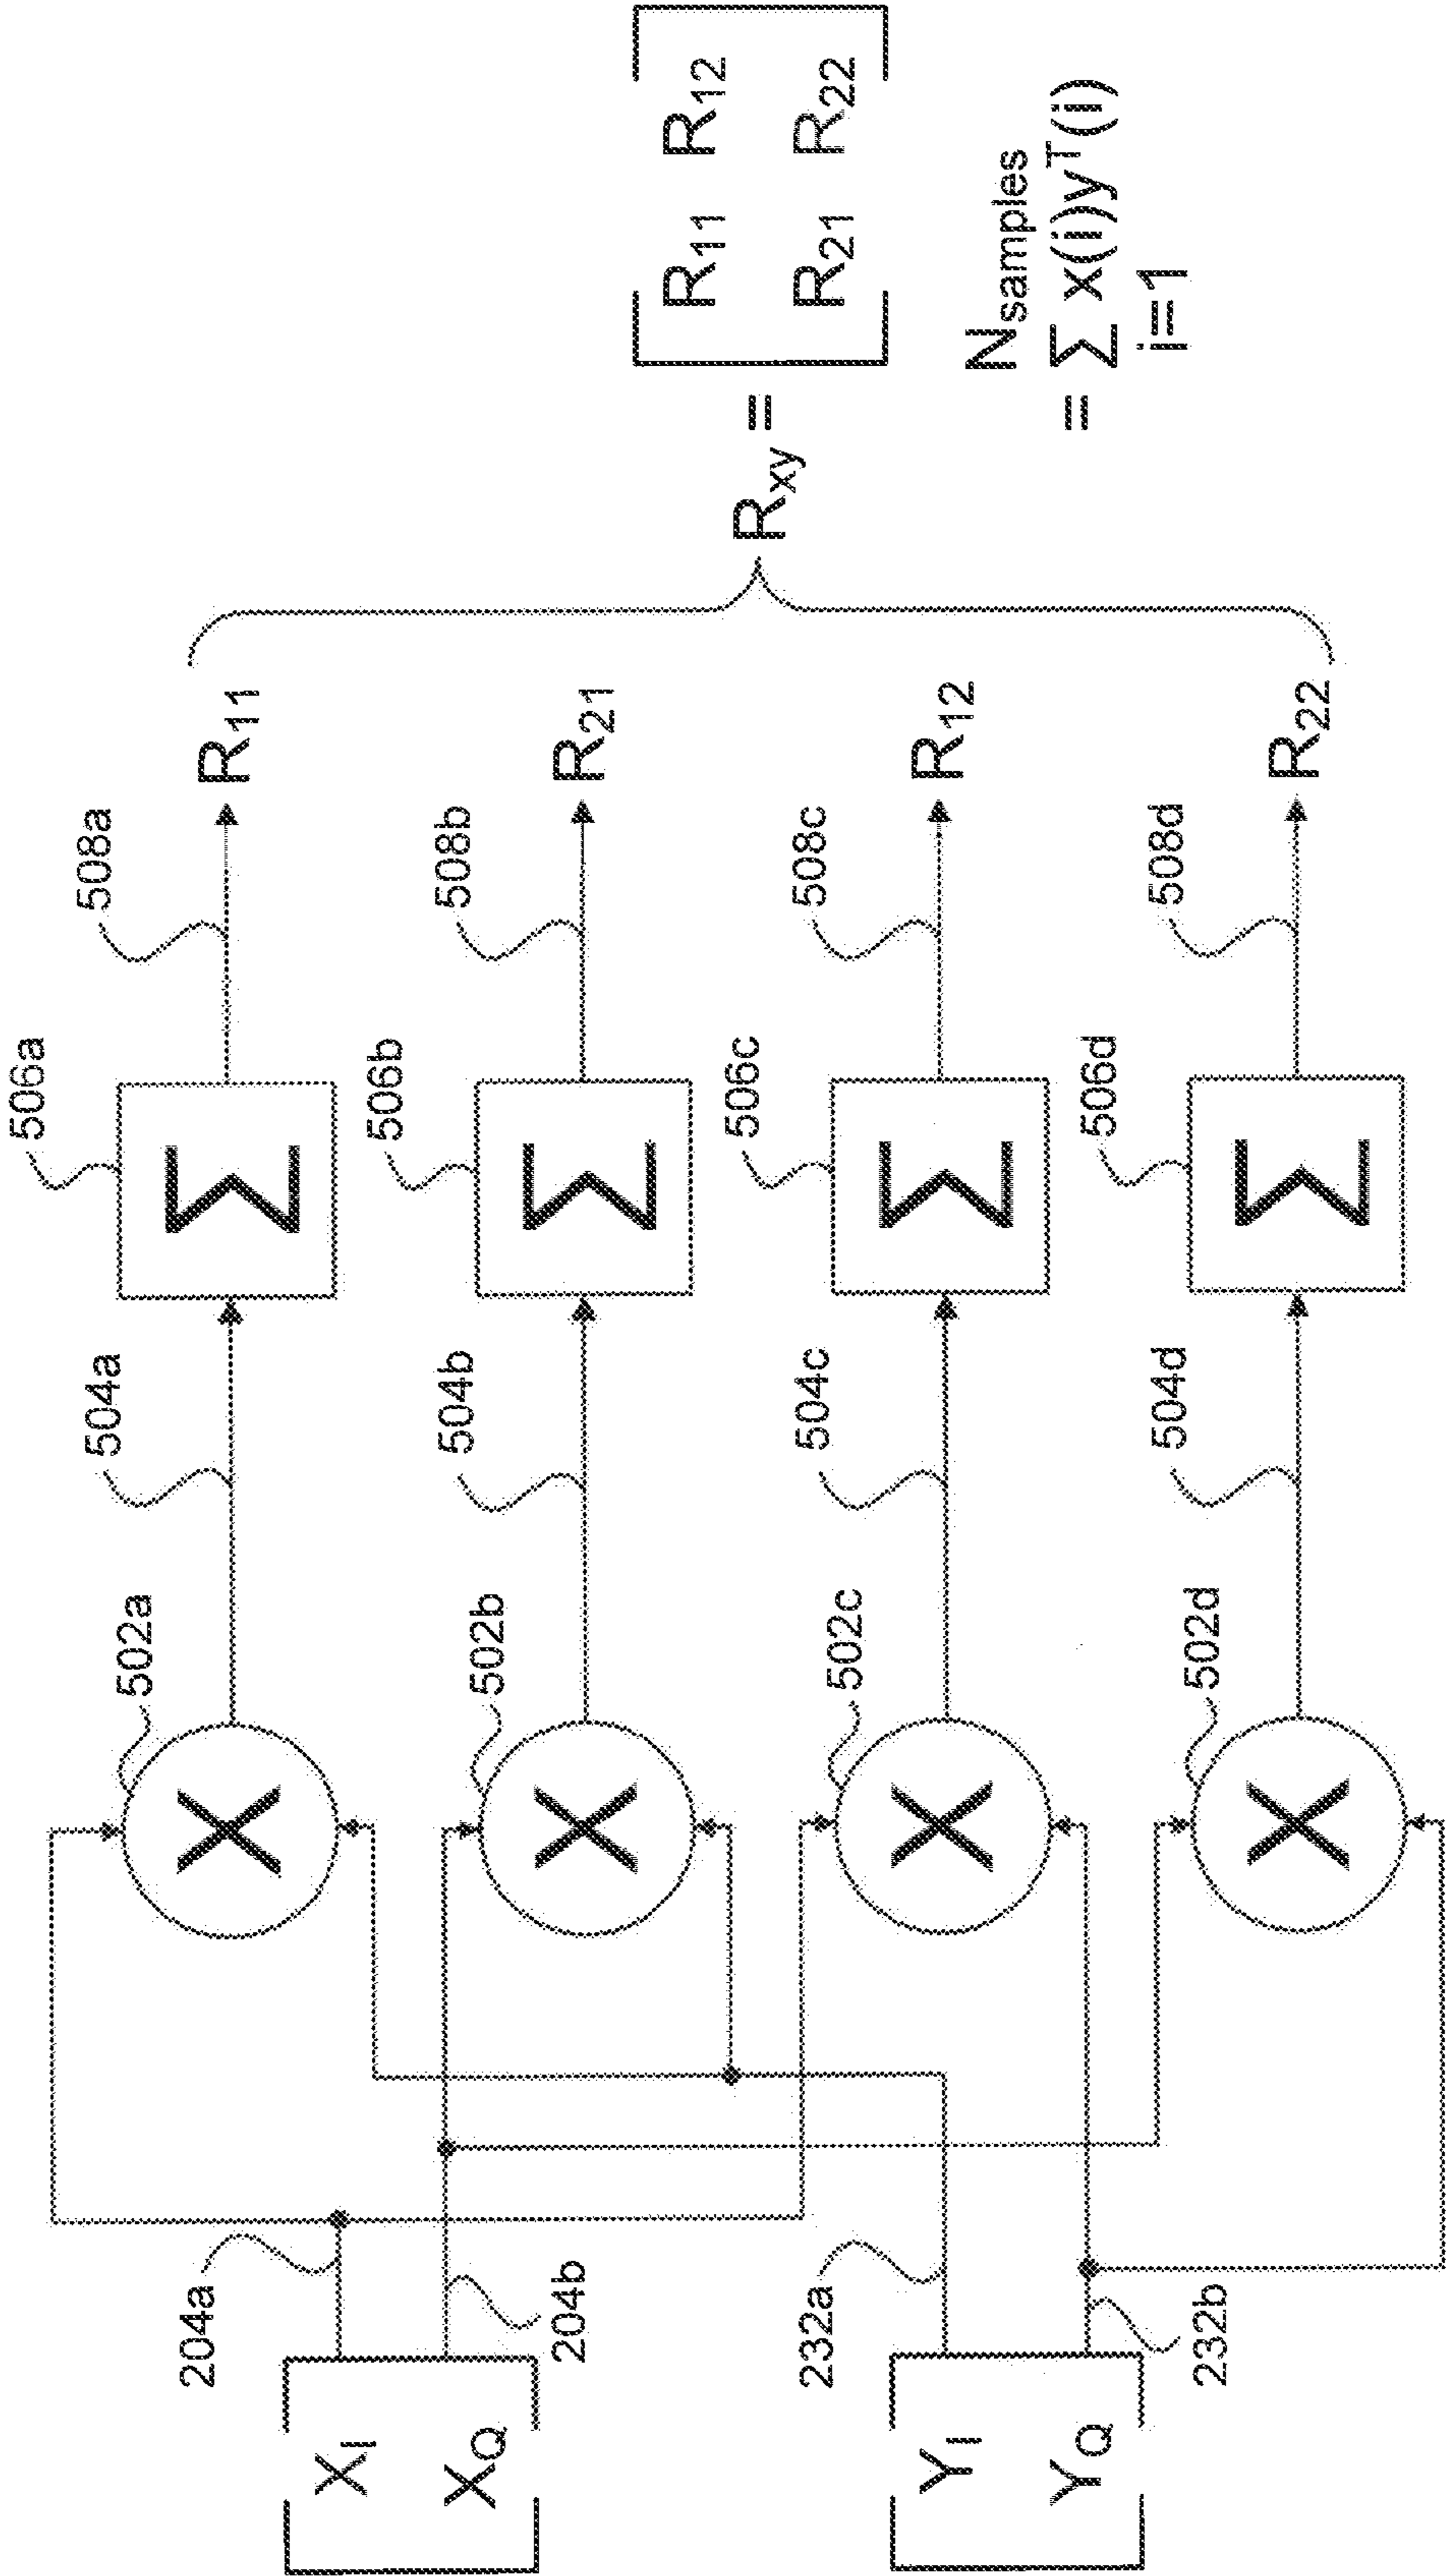 506a
508a
504a
502a
204a
X_I
X_Q
204b
X
Σ
R_11
506b
508b
504b
502b
X
Σ
R_21
506c
508c
504c
502c
232a
Y_I
Y_Q
232b
X
Σ
R_12
506d
508d
504d
502d
X
Σ
R_22
R_xy =
R_11 R_12
R_21 R_22
N_samples
= Σ x(i)y^T(i)
i=1